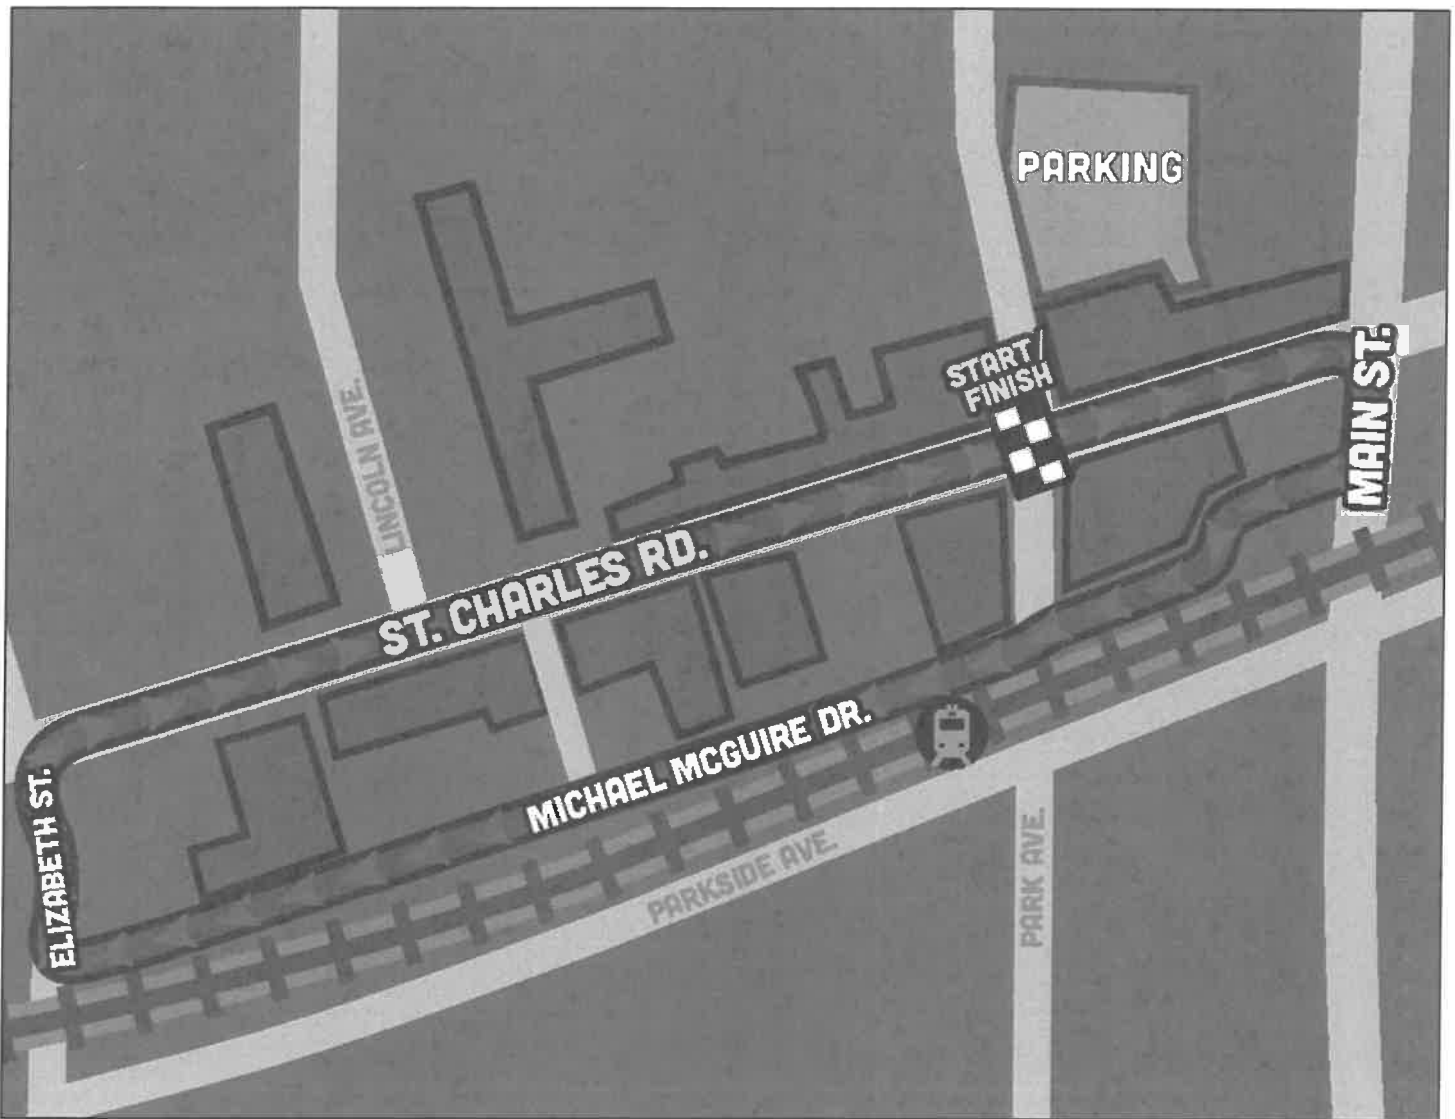 PARKING
START/
FINISH
MAIN ST.
LINCOLN AVE.
ST. CHARLES RD.
MICHAEL MCGUIRE DR.
ELIZABETH ST.
PARKSIDE AVE.
PARK AVE.